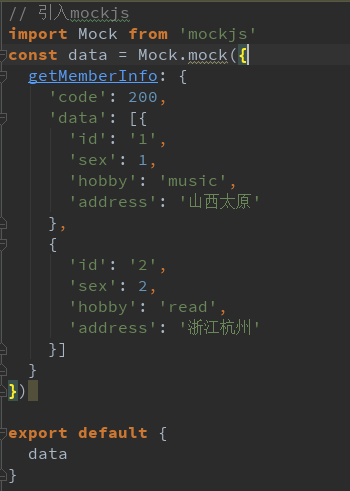 // 引入mockjs
import Mock from 'mockjs'
const data = Mock.mock({
  getMemberInfo: {
    'code': 200,
    'data': [{
      'id': '1',
      'sex': 1,
      'hobby': 'music',
      'address': '山西太原'
    },
    {
      'id': '2',
      'sex': 2,
      'hobby': 'read',
      'address': '浙江杭州'
    }]
  }
})

export default {
  data
}